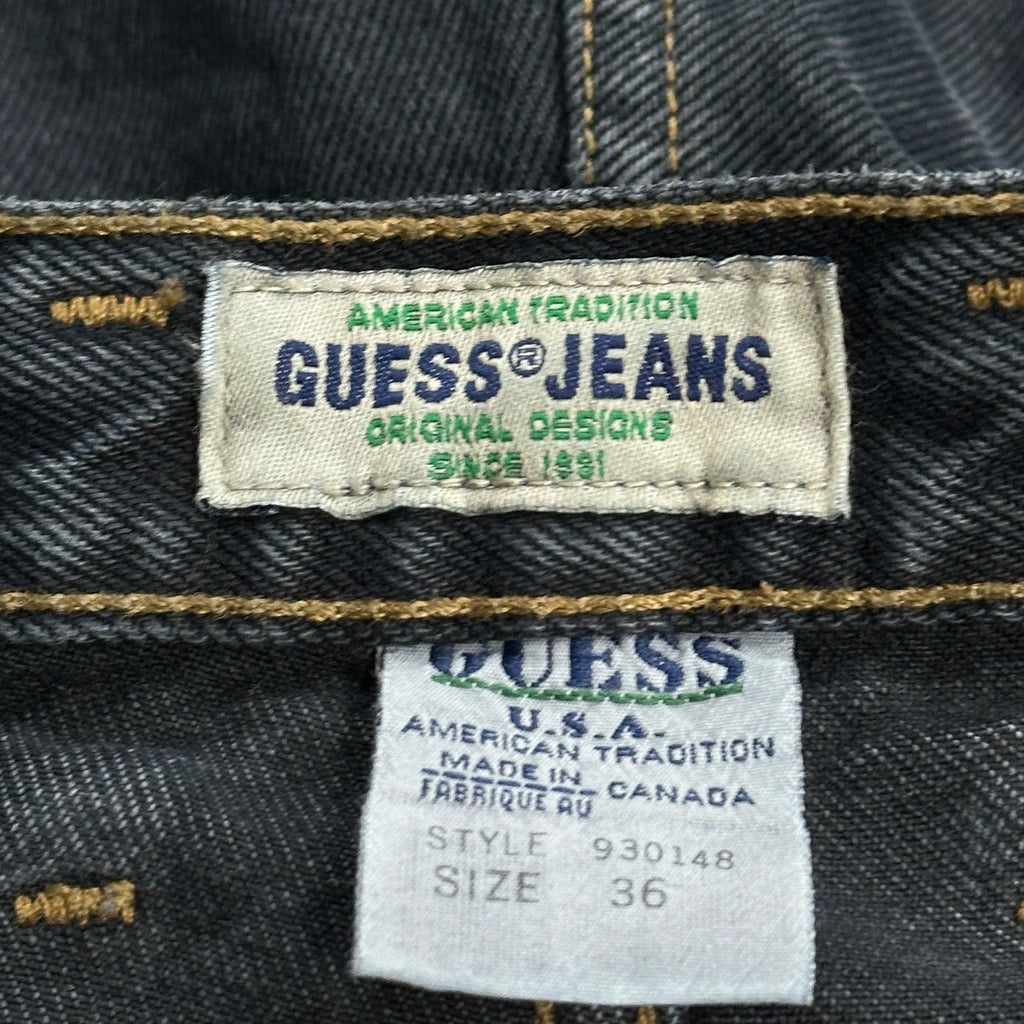 AMERICAN TRADITION
GUESS® JEANS
ORIGINAL DESIGNS
SINCE 1981
GUESS
U.S.A.
AMERICAN TRADITION
MADE IN
FABRIQUE AU CANADA
STYLE 930148
SIZE 36